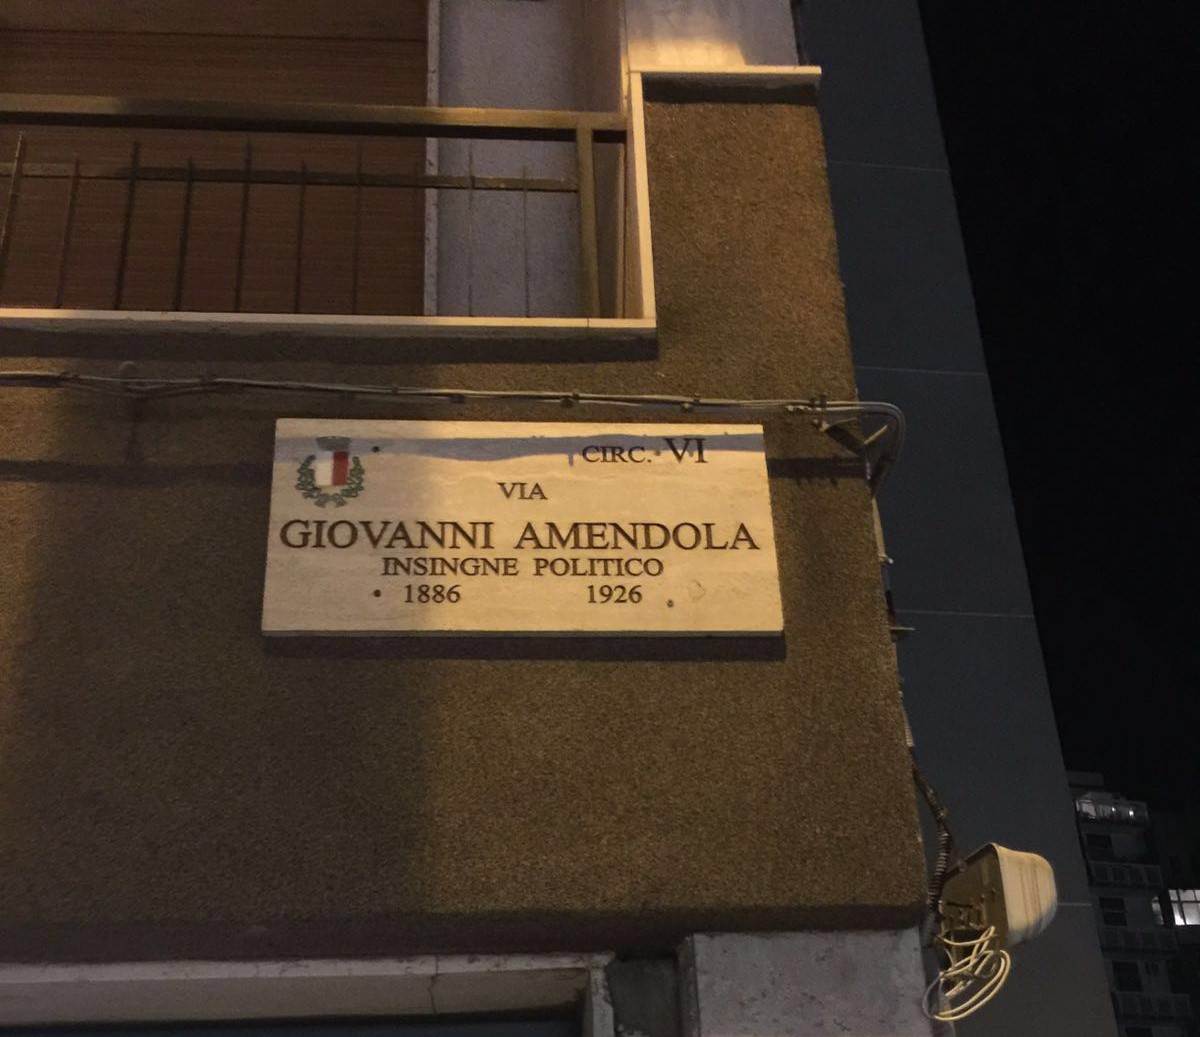 CIRC. VI
VIA
GIOVANNI AMENDOLA
INSINGNE POLITICO
1886 1926